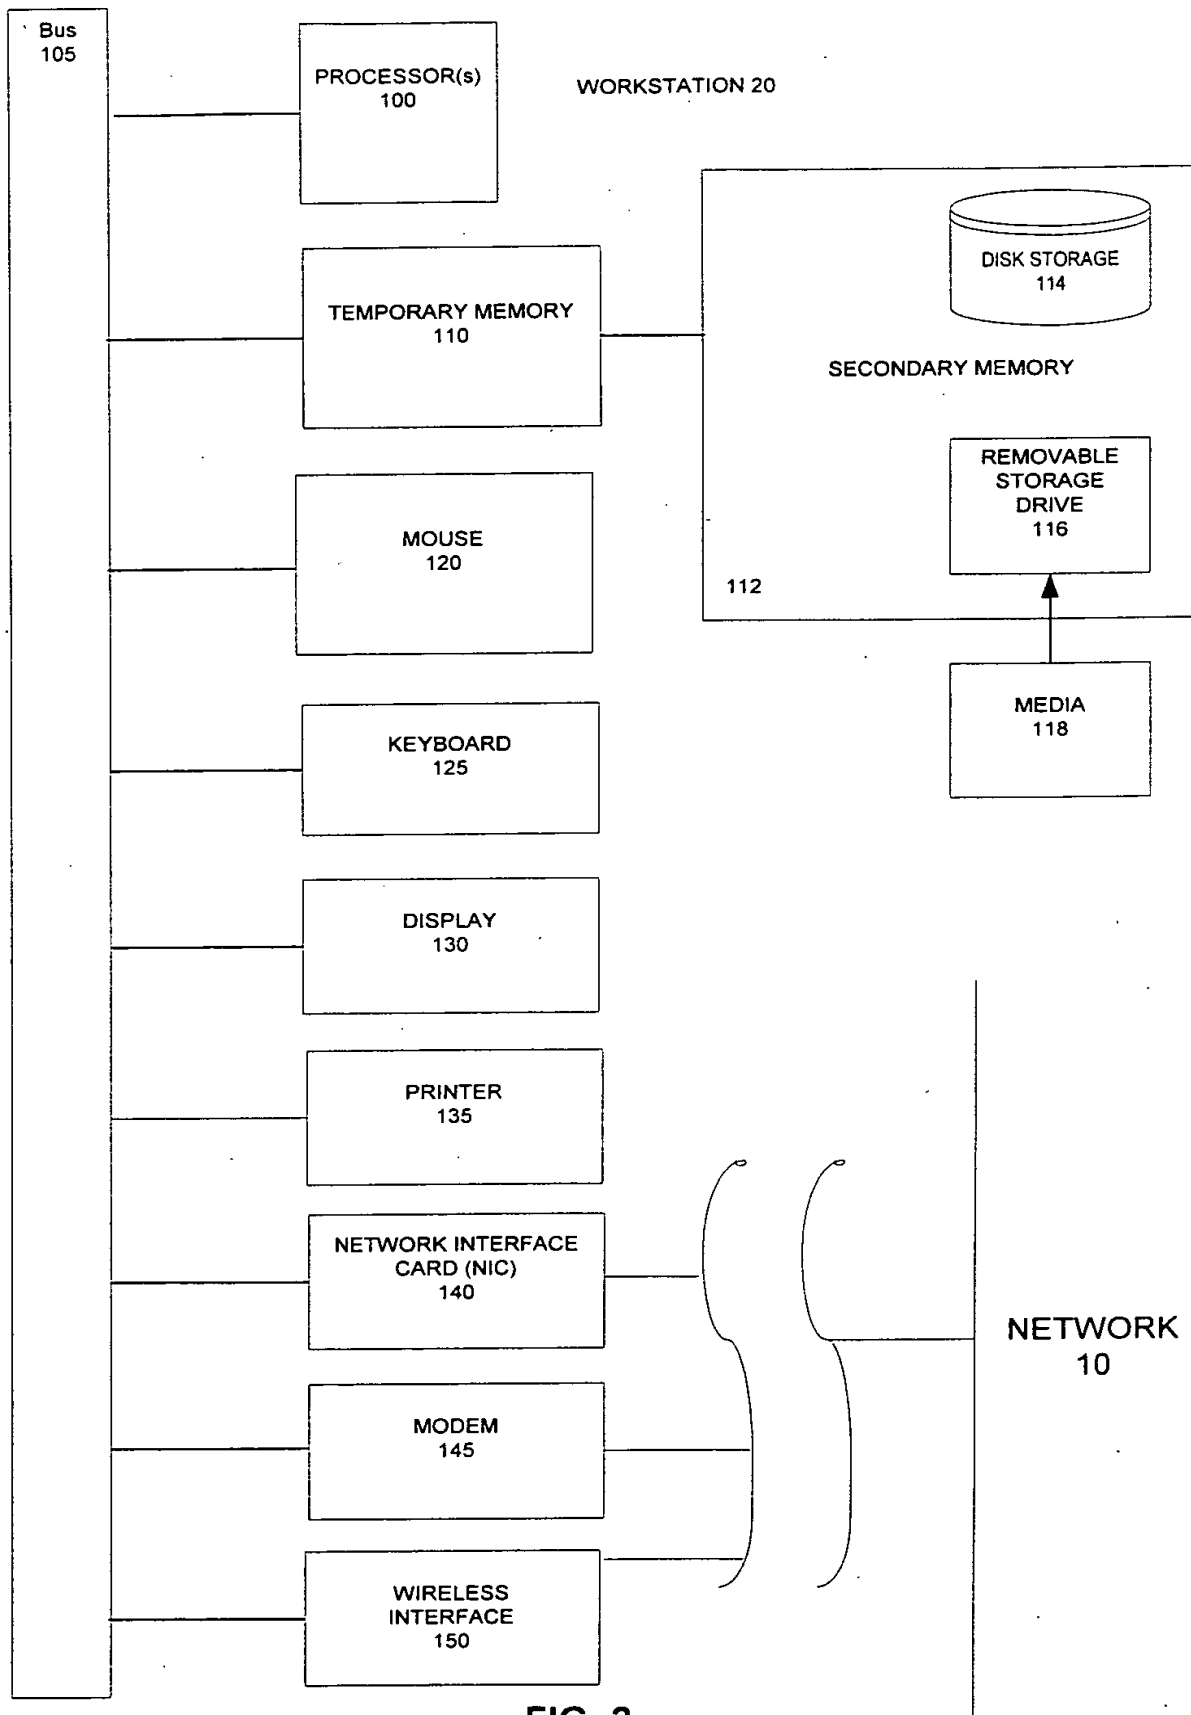 Bus
105
PROCESSOR(s)
100
WORKSTATION 20
DISK STORAGE
114
TEMPORARY MEMORY
110
SECONDARY MEMORY
REMOVABLE
STORAGE
DRIVE
116
MOUSE
120
112
MEDIA
118
KEYBOARD
125
DISPLAY
130
PRINTER
135
NETWORK INTERFACE
CARD (NIC)
140
NETWORK
10
MODEM
145
WIRELESS
INTERFACE
150